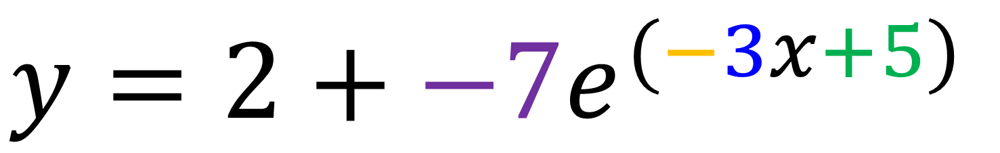 y = 2 + −7e^(−3x+5)